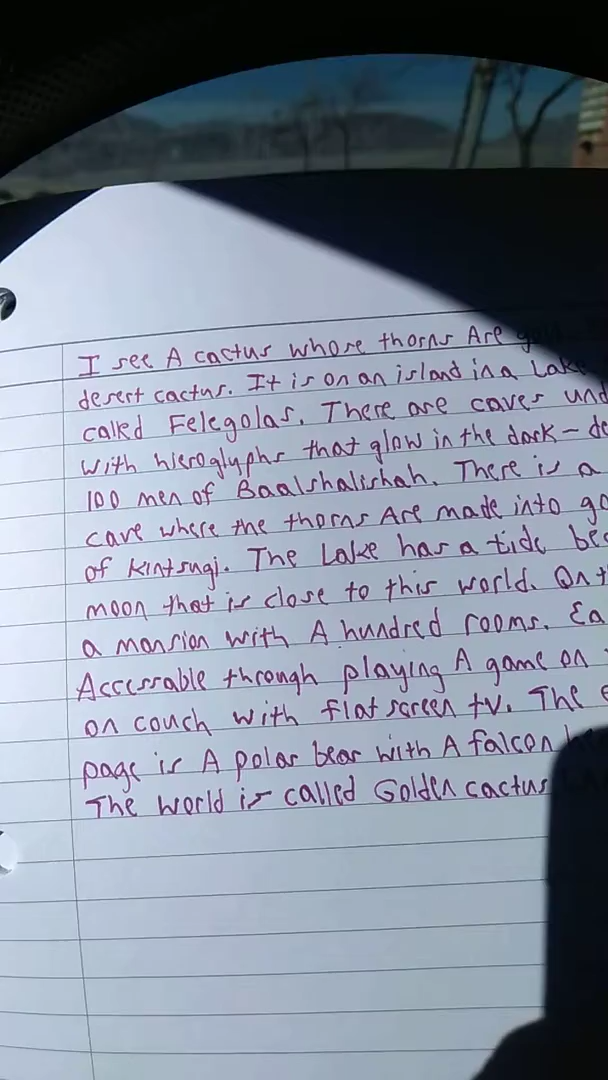 I see A cactus whose thorns Are
desert cactus. It is on an island in a Lake
called Felegolas. There are caves
with hieroglyphs that glow in the dark -
100 men of Baalshalishah. There is a
cave where the thorns Are made into
of kintsugi. The Lake has a tide
moon that is close to this world. On
a mansion with A hundred rooms.
Accessable through playing A game on
on couch with flat screen tv. The
page is A polar bear with A falcon
The world is called Golden cactus